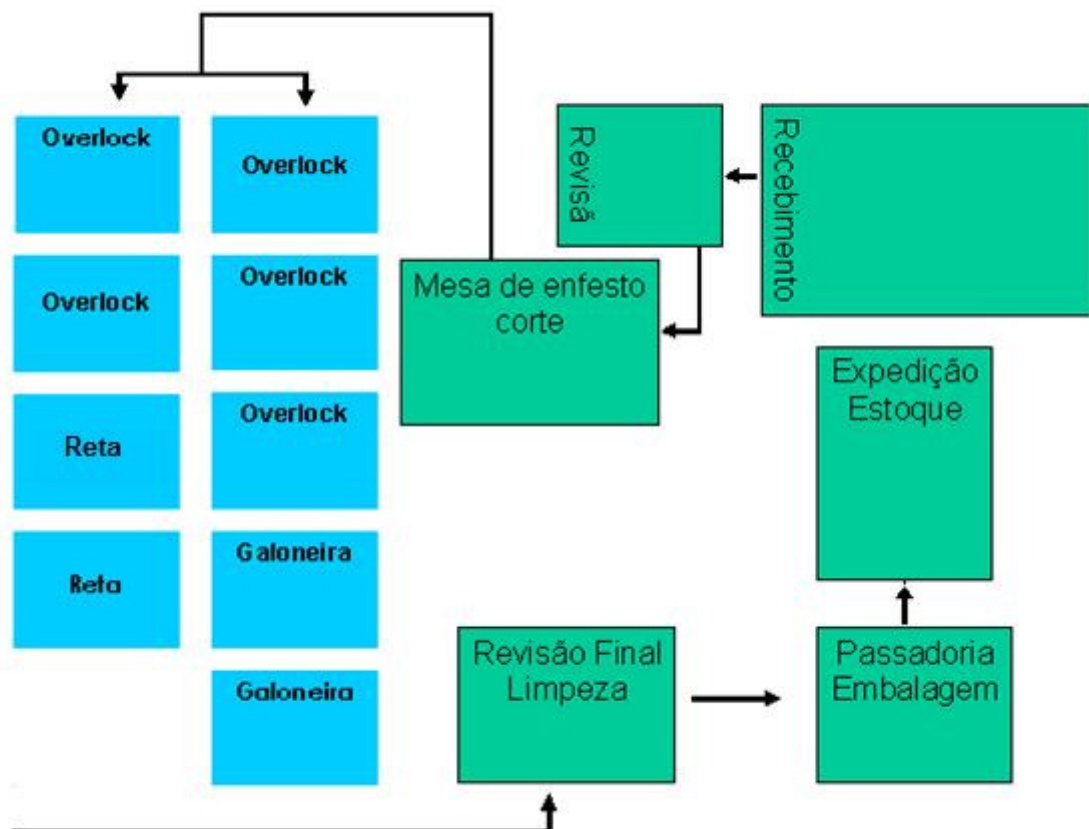 Overlock
Overlock
Reta
Reta
Overlock
Overlock
Overlock
Galoneira
Galoneira
Mesa de enfesto
corte
Revisã
Recebimento
Expedição
Estoque
Revisão Final
Limpeza
Passadoria
Embalagem